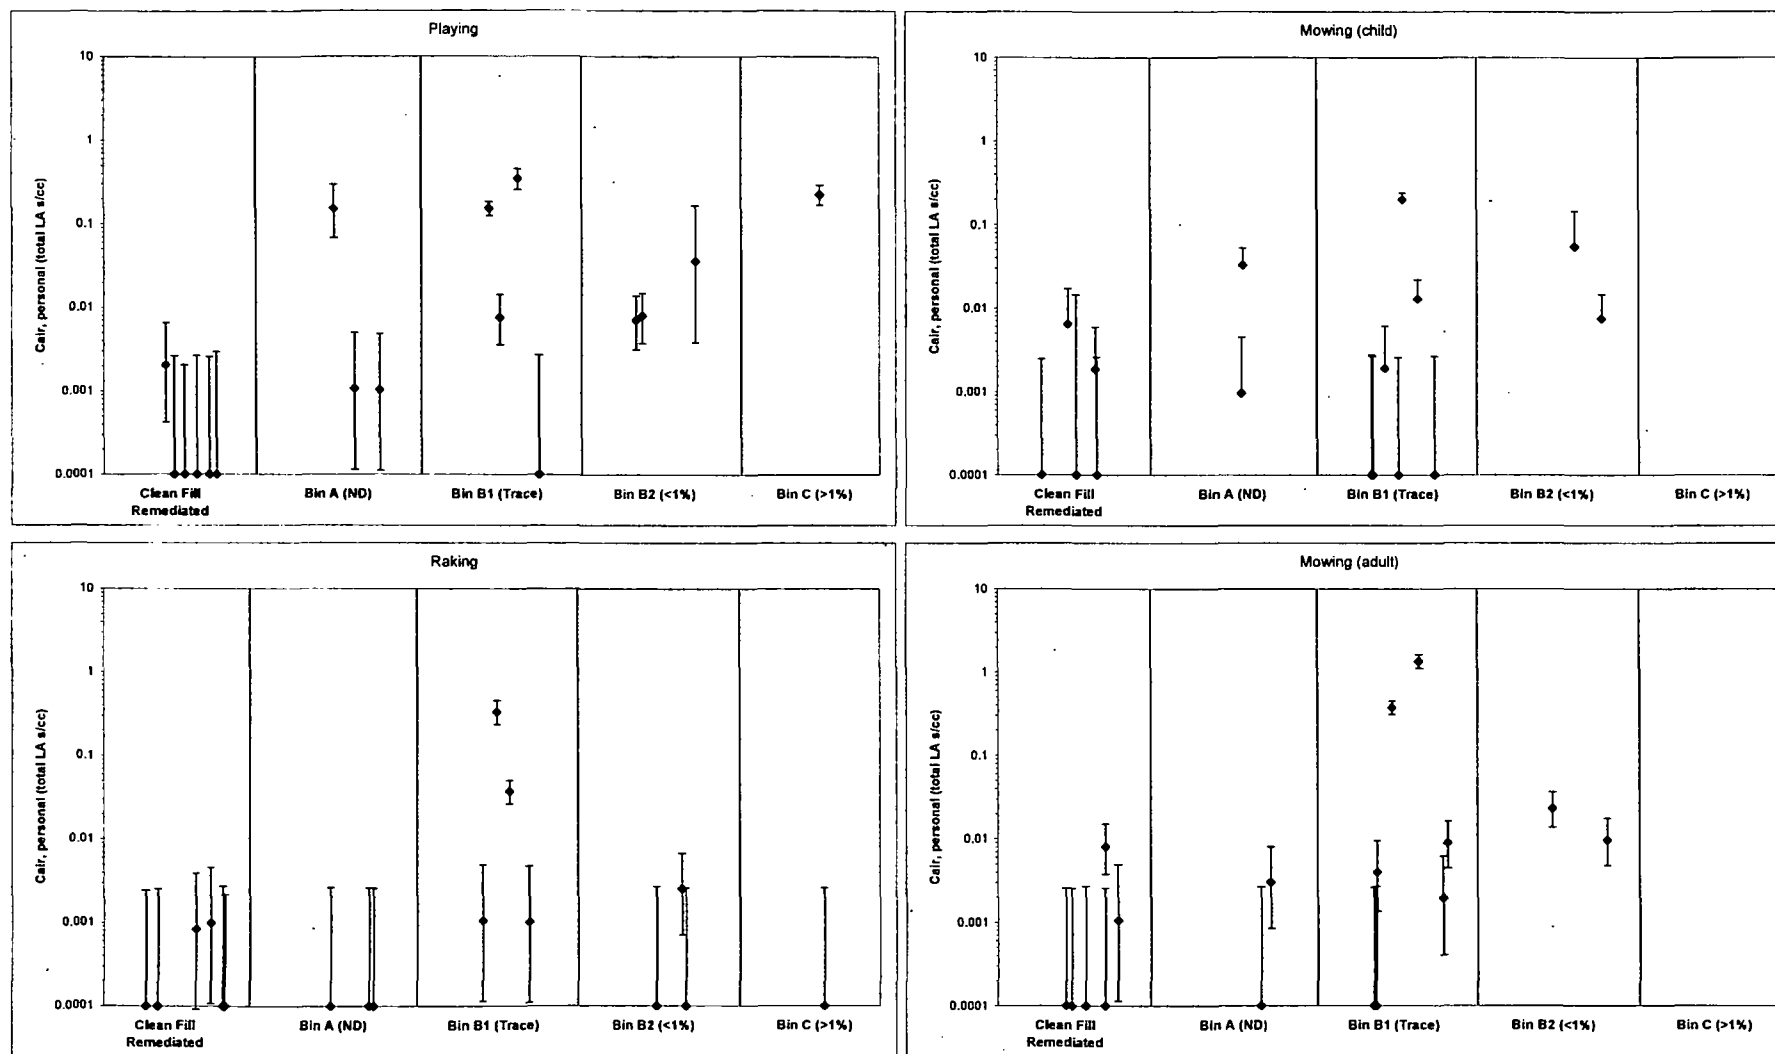 Playing
Cair, personal (total LA s/cc)
10
1
0.1
0.01
0.001
0.0001
Clean Fill
Remediated
Bin A (ND)
Bin B1 (Trace)
Bin B2 (<1%)
Bin C (>1%)
Mowing (child)
Cair, personal (total LA s/cc)
10
1
0.1
0.01
0.001
0.0001
Clean Fill
Remediated
Bin A (ND)
Bin B1 (Trace)
Bin B2 (<1%)
Bin C (>1%)
Raking
Cair, personal (total LA s/cc)
10
1
0.1
0.01
0.001
0.0001
Clean Fill
Remediated
Bin A (ND)
Bin B1 (Trace)
Bin B2 (<1%)
Bin C (>1%)
Mowing (adult)
Cair, personal (total LA s/cc)
10
1
0.1
0.01
0.001
0.0001
Clean Fill
Remediated
Bin A (ND)
Bin B1 (Trace)
Bin B2 (<1%)
Bin C (>1%)